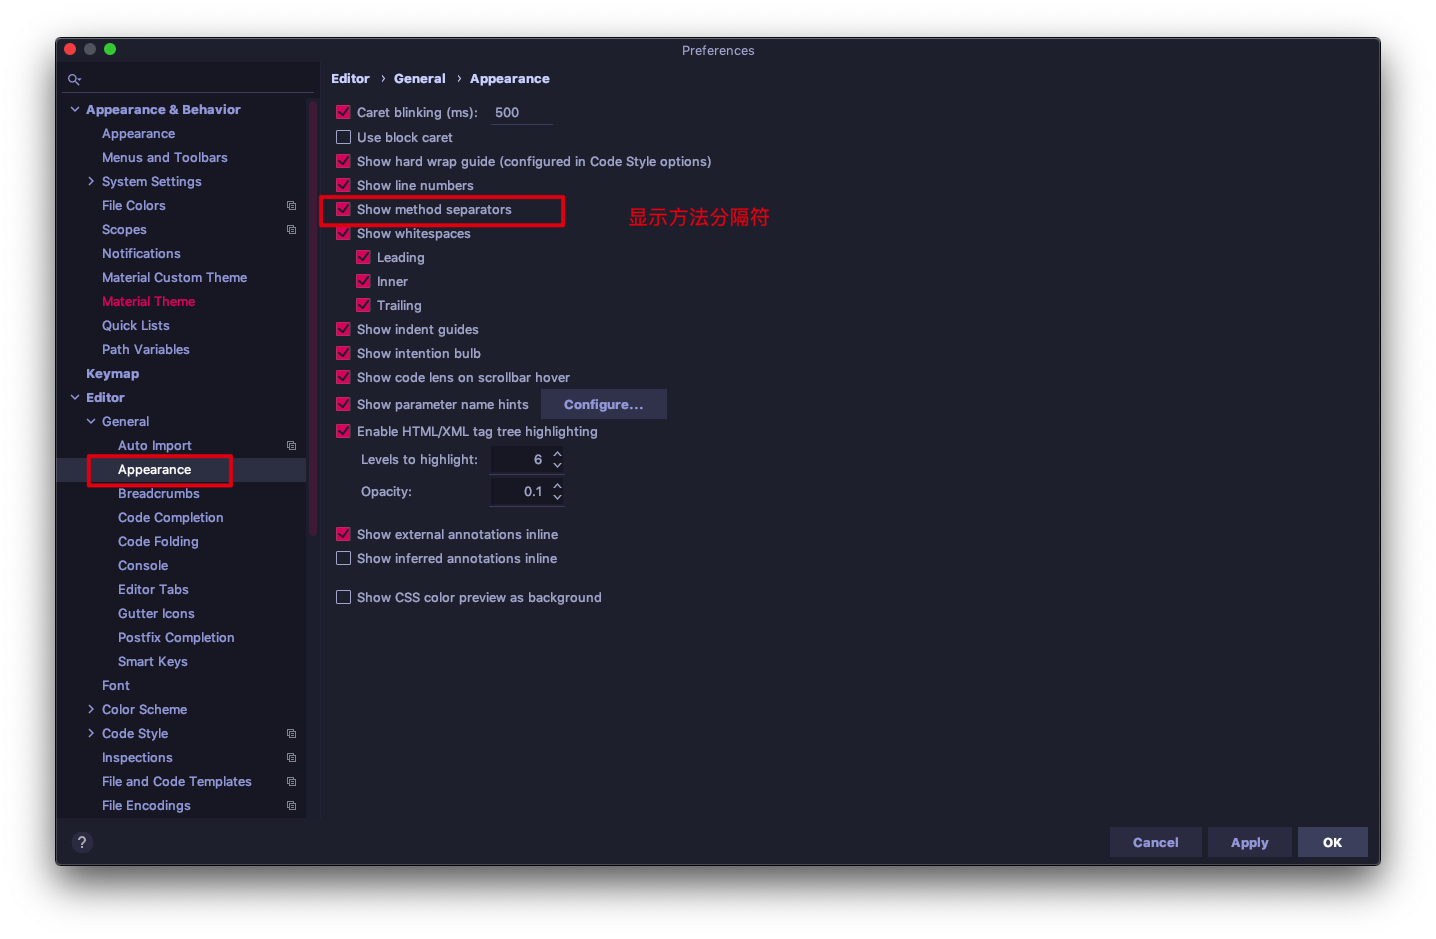 Preferences
Appearance & Behavior
Appearance
Menus and Toolbars
System Settings
File Colors
Scopes
Notifications
Material Custom Theme
Material Theme
Quick Lists
Path Variables
Keymap
Editor
General
Auto Import
Appearance
Breadcrumbs
Code Completion
Code Folding
Console
Editor Tabs
Gutter Icons
Postfix Completion
Smart Keys
Font
Color Scheme
Code Style
Inspections
File and Code Templates
File Encodings
Editor › General › Appearance
Caret blinking (ms): 500
Use block caret
Show hard wrap guide (configured in Code Style options)
Show line numbers
Show method separators
显示方法分隔符
Show whitespaces
Leading
Inner
Trailing
Show indent guides
Show intention bulb
Show code lens on scrollbar hover
Show parameter name hints Configure...
Enable HTML/XML tag tree highlighting
Levels to highlight: 6
Opacity: 0.1
Show external annotations inline
Show inferred annotations inline
Show CSS color preview as background
? Cancel Apply OK